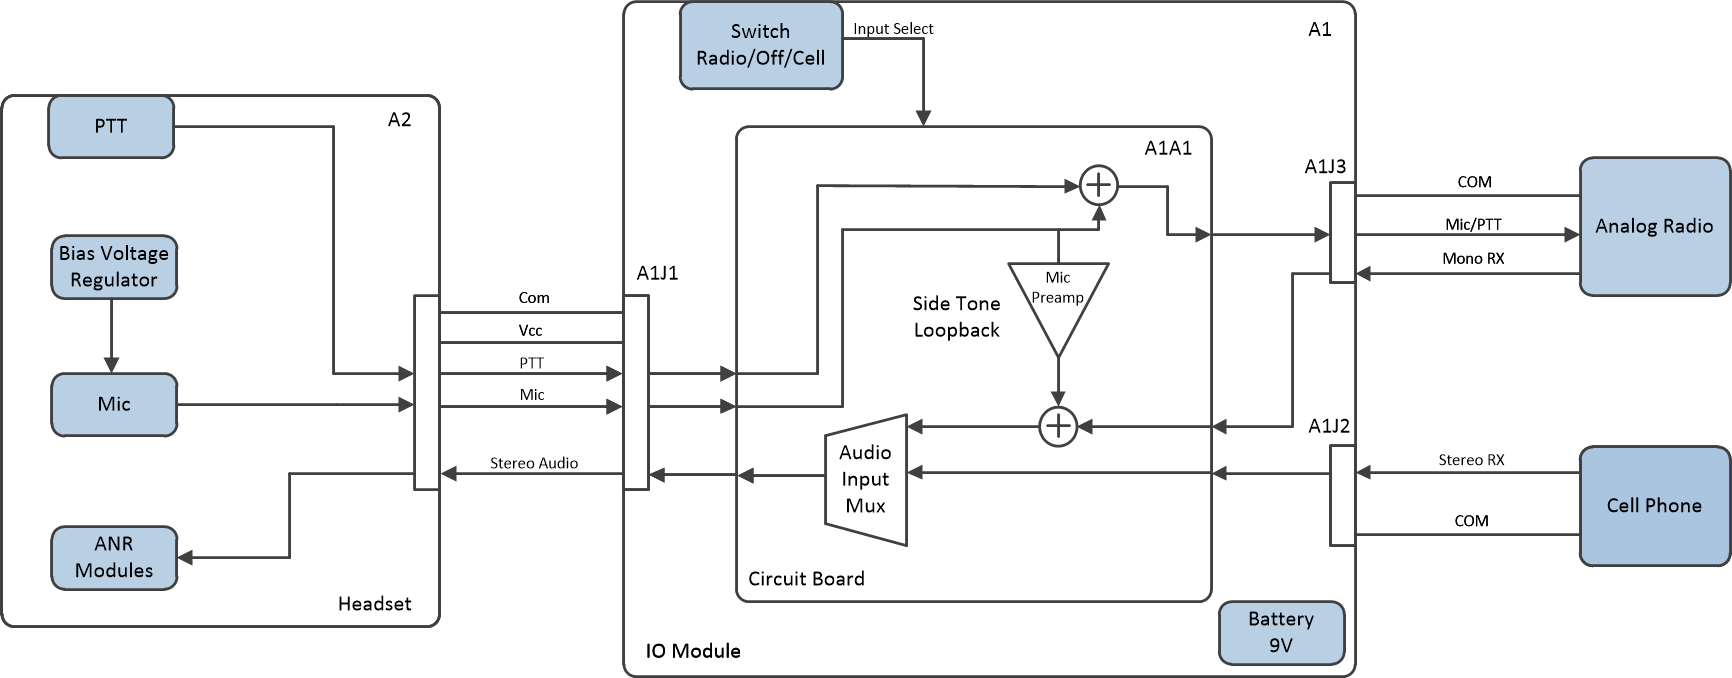 Switch
Radio/Off/Cell
Input Select
A1
PTT
A2
A1A1
A1J3
COM
Mic/PTT
Mono RX
Analog Radio
Bias Voltage
Regulator
A1J1
Com
Vcc
PTT
Mic
Stereo Audio
Mic
Preamp
Side Tone
Loopback
Mic
Audio
Input
Mux
A1J2
Stereo RX
COM
Cell Phone
ANR
Modules
Headset
Circuit Board
Battery
9V
IO Module